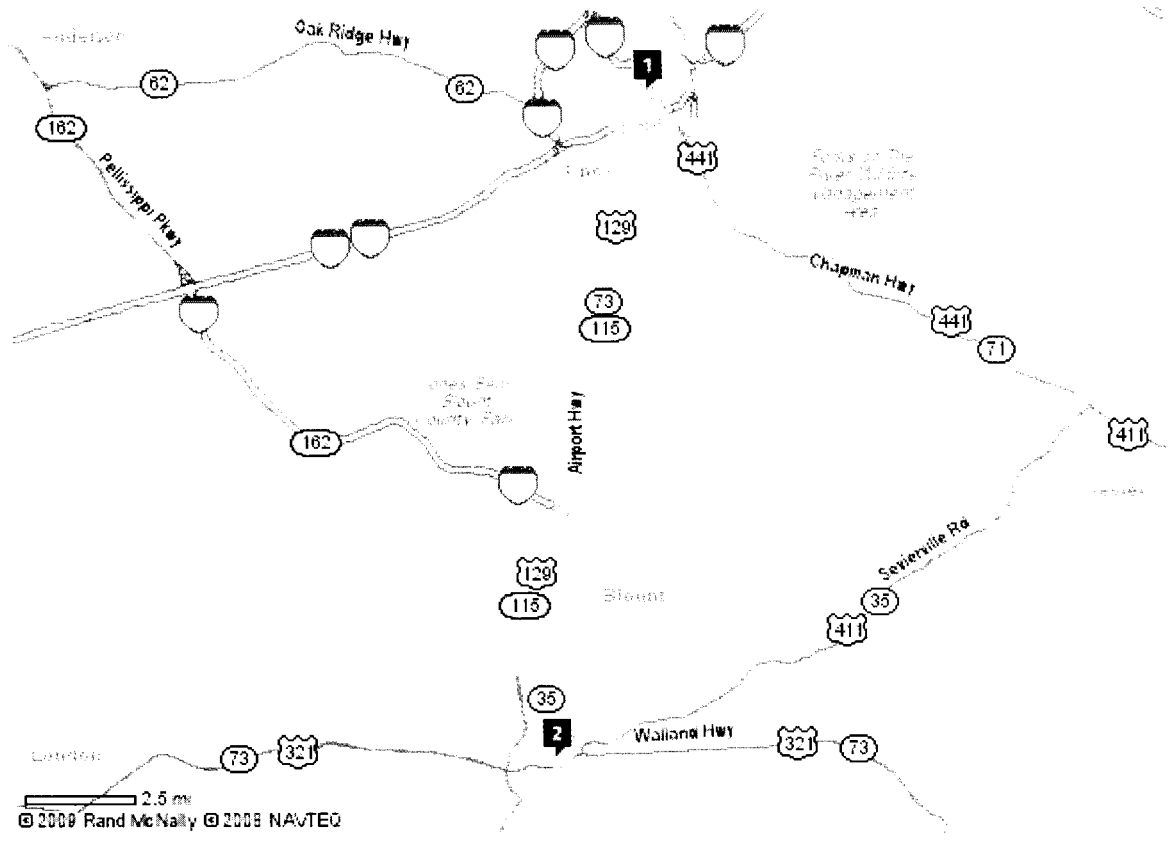 Anderson
Oak Ridge Hwy
1
62
62
162
441
Pellissippi Pkwy
129
Chapman Hwy
73
441
115
71
Airport Hwy
411
162
Sevierville Rd
129
35
115
Blount
411
35
2
Walland Hwy
73
321
321
73
Loudon
2.5 mi
© 2009 Rand McNally © 2008 NAVTEQ